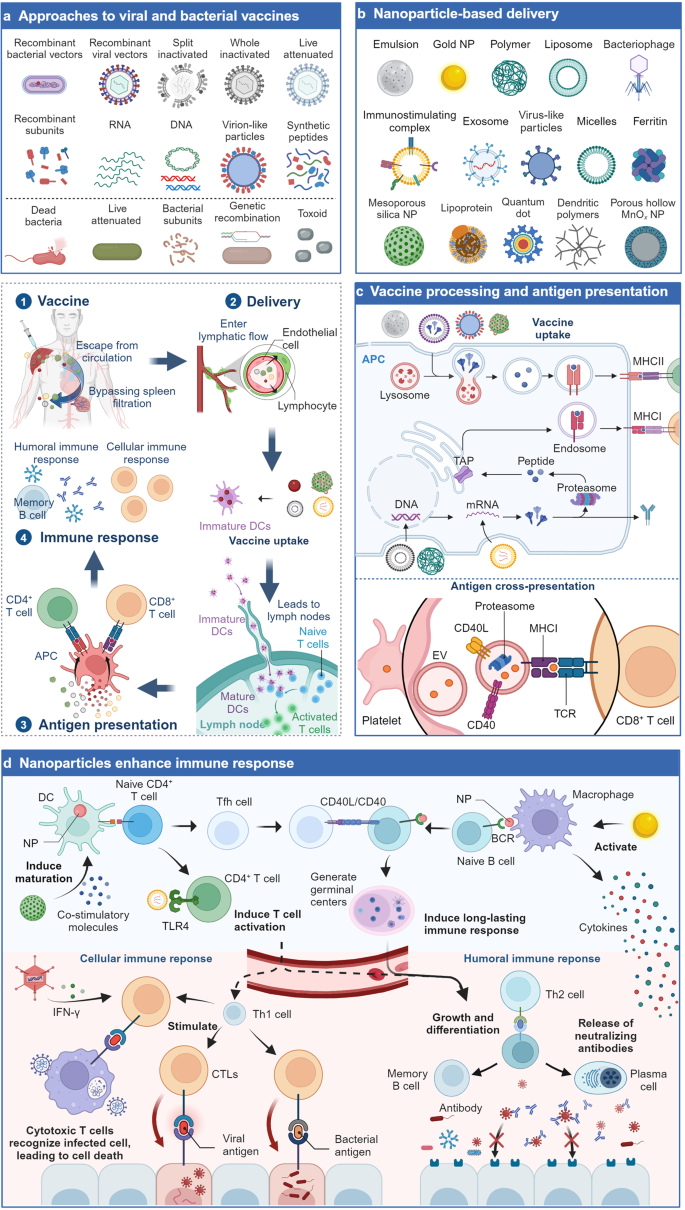 a Approaches to viral and bacterial vaccines
Recombinant
bacterial vectors
Recombinant
viral vectors
Split
inactivated
Whole
inactivated
Live
attenuated
Recombinant
subunits
RNA
DNA
Virion-like
particles
Synthetic
peptides
Dead
bacteria
Live
attenuated
Bacterial
subunits
Genetic
recombination
Toxoid
b Nanoparticle-based delivery
Emulsion
Gold NP
Polymer
Liposome
Bacteriophage
Immunostimulating
complex
Exosome
Virus-like
particles
Micelles
Ferritin
Mesoporous
silica NP
Lipoprotein
Quantum
dot
Dendritic
polymers
Porous hollow
MnOₓ NP
1 Vaccine
Escape from
circulation
Bypassing spleen
filtration
2 Delivery
Enter
lymphatic flow
Endothelial
cell
Lymphocyte
Immature DCs
Vaccine uptake
Leads to
lymph nodes
Immature
DCs
Naive
T cells
Mature
DCs
Lymph node
Activated
T cells
Humoral immune
response
Cellular immune
response
Memory
B cell
4 Immune response
CD4⁺
T cell
CD8⁺
T cell
APC
3 Antigen presentation
c Vaccine processing and antigen presentation
Vaccine
uptake
APC
Lysosome
MHCII
MHCI
Endosome
TAP
Peptide
Proteasome
DNA
mRNA
Antigen cross-presentation
Proteasome
CD40L
MHCI
EV
Platelet
CD40
TCR
CD8⁺ T cell
d Nanoparticles enhance immune response
DC
Naive CD4⁺
T cell
NP
Induce
maturation
Co-stimulatory
molecules
Tfh cell
CD40L/CD40
CD4⁺ T cell
TLR4
Induce T cell
activation
Generate
germinal
centers
Induce long-lasting
immune response
NP
Macrophage
BCR
Naive B cell
Activate
Cytokines
Cellular immune reponse
IFN-γ
Stimulate
Th1 cell
CTLs
Cytotoxic T cells
recognize infected cell,
leading to cell death
Viral
antigen
Bacterial
antigen
Humoral immune reponse
Th2 cell
Growth and
differentiation
Release of
neutralizing
antibodies
Memory
B cell
Plasma
cell
Antibody